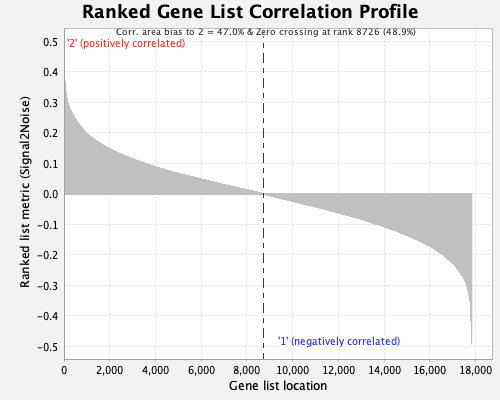 Ranked Gene List Correlation Profile
Corr. area bias to 2 = 47.0% & Zero crossing at rank 8726 (48.9%)
'2' (positively correlated)
0.5
0.4
0.3
0.2
0.1
0.0
-0.1
-0.2
-0.3
-0.4
-0.5
Ranked list metric (Signal2Noise)
'1' (negatively correlated)
0 2,000 4,000 6,000 8,000 10,000 12,000 14,000 16,000 18,000
Gene list location